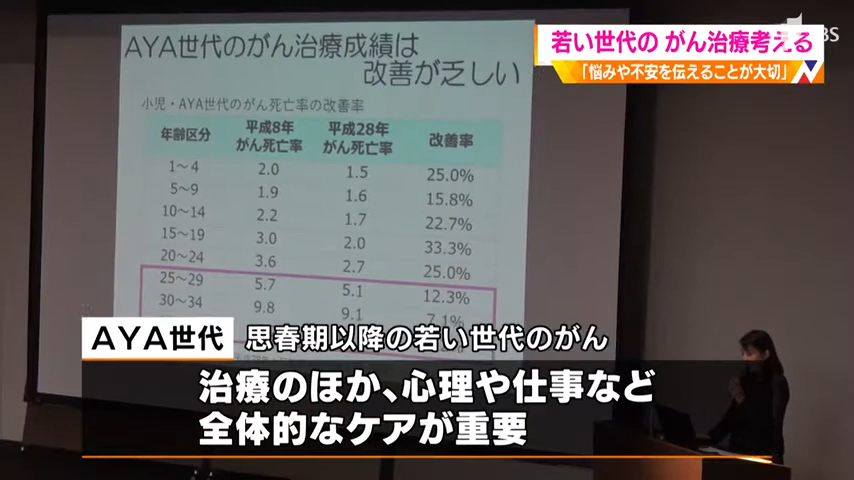 若い世代の がん治療考える
「悩みや不安を伝えることが大切」
AYA世代のがん治療成績は
改善が乏しい
小児・AYA世代のがん死亡率の改善率
年齢区分 平成8年がん死亡率 平成28年がん死亡率 改善率
1～4 2.0 1.5 25.0%
5～9 1.9 1.6 15.8%
10～14 2.2 1.7 22.7%
15～19 3.0 2.0 33.3%
20～24 3.6 2.7 25.0%
25～29 5.7 5.1 12.3%
30～34 9.8 9.1 7.1%
AYA世代 思春期以降の若い世代のがん
治療のほか、心理や仕事など
全体的なケアが重要